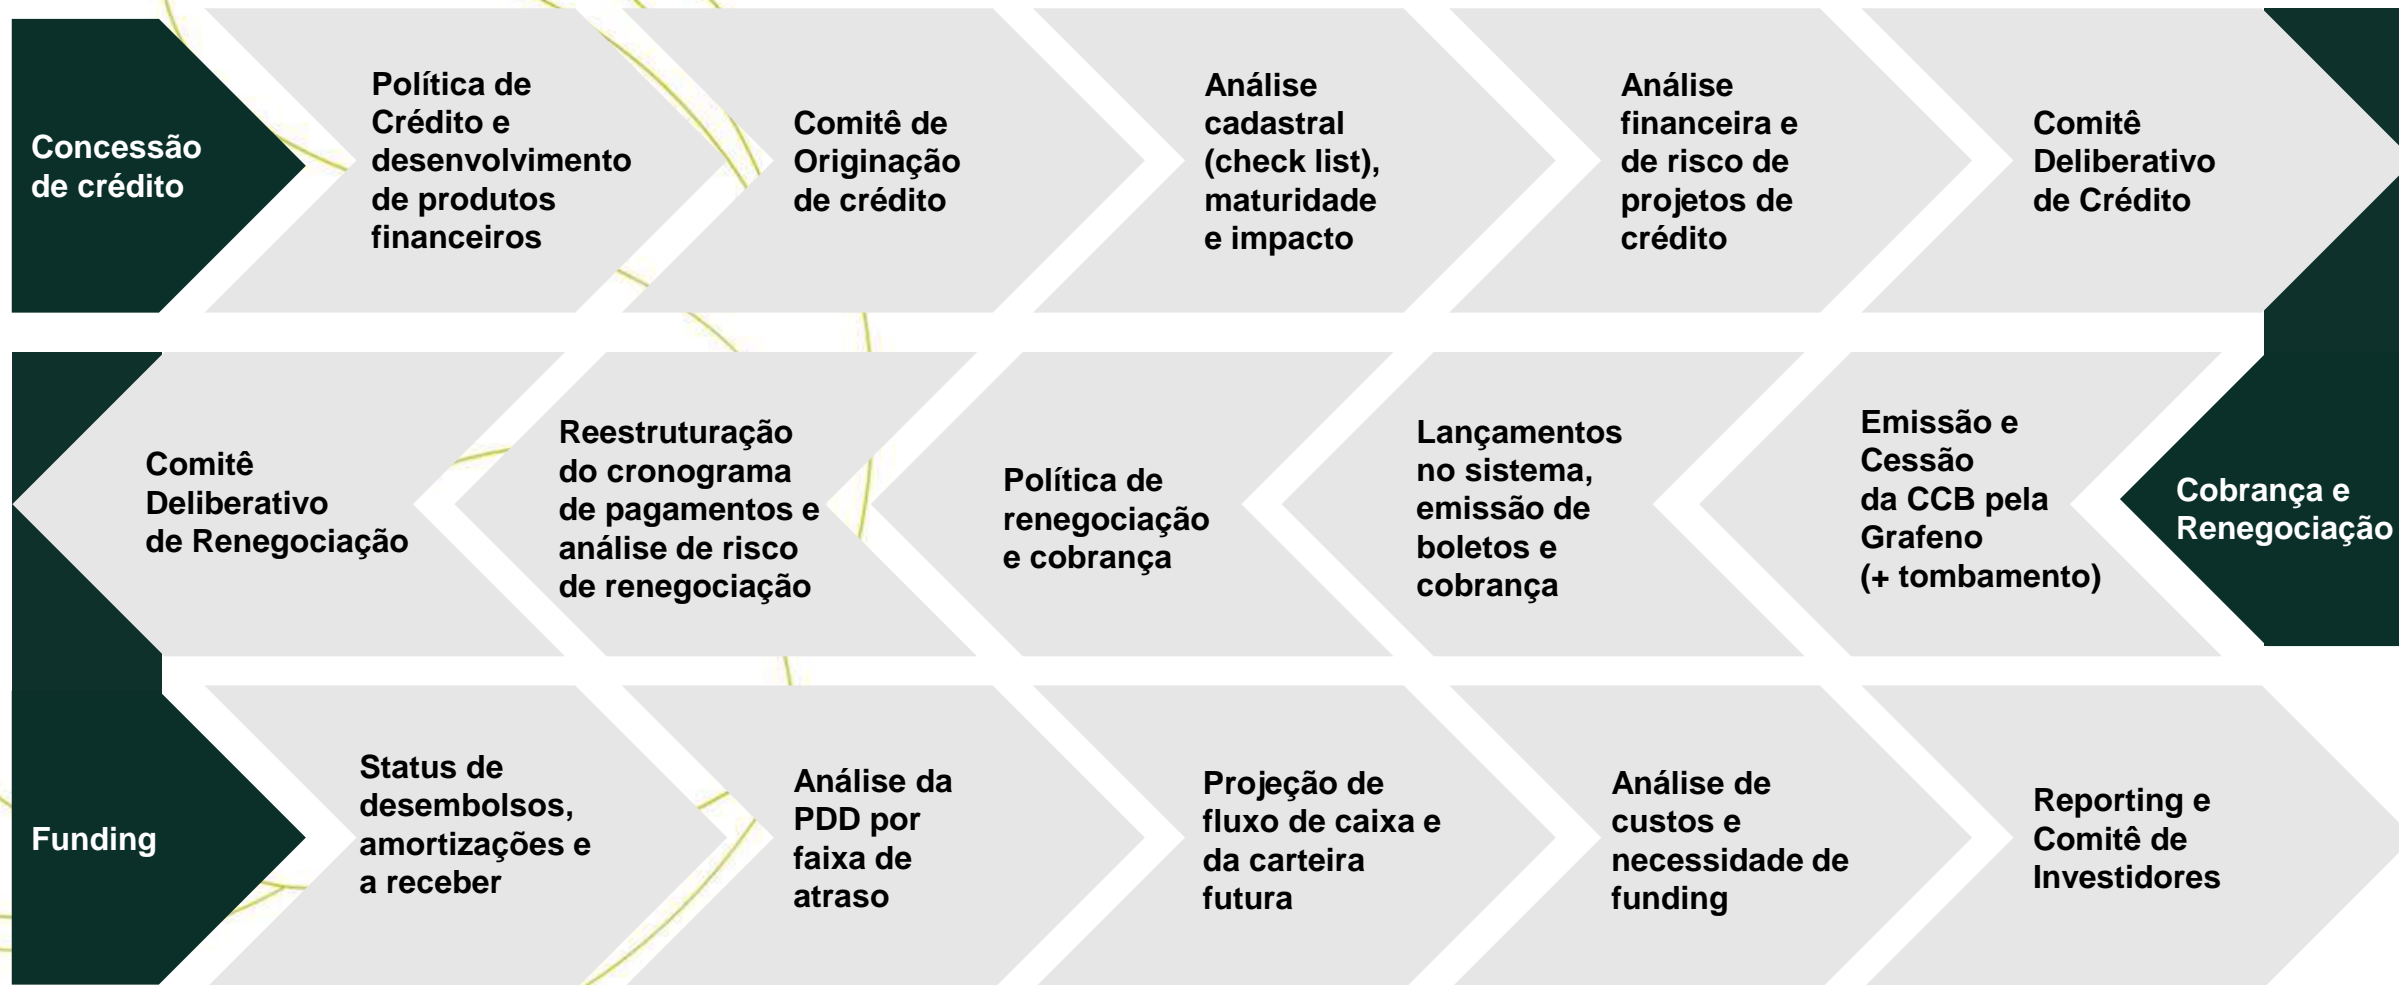 Concessão
de crédito
Política de
Crédito e
desenvolvimento
de produtos
financeiros
Comitê de
Originação
de crédito
Análise
cadastral
(check list),
maturidade
e impacto
Análise
financeira e
de risco de
projetos de
crédito
Comitê
Deliberativo
de Crédito
Cobrança e
Renegociação
Emissão e
Cessão
da CCB pela
Grafeno
(+ tombamento)
Lançamentos
no sistema,
emissão de
boletos e
cobrança
Política de
renegociação
e cobrança
Reestruturação
do cronograma
de pagamentos e
análise de risco
de renegociação
Comitê
Deliberativo
de Renegociação
Funding
Status de
desembolsos,
amortizações e
a receber
Análise da
PDD por
faixa de
atraso
Projeção de
fluxo de caixa e
da carteira
futura
Análise de
custos e
necessidade de
funding
Reporting e
Comitê de
Investidores